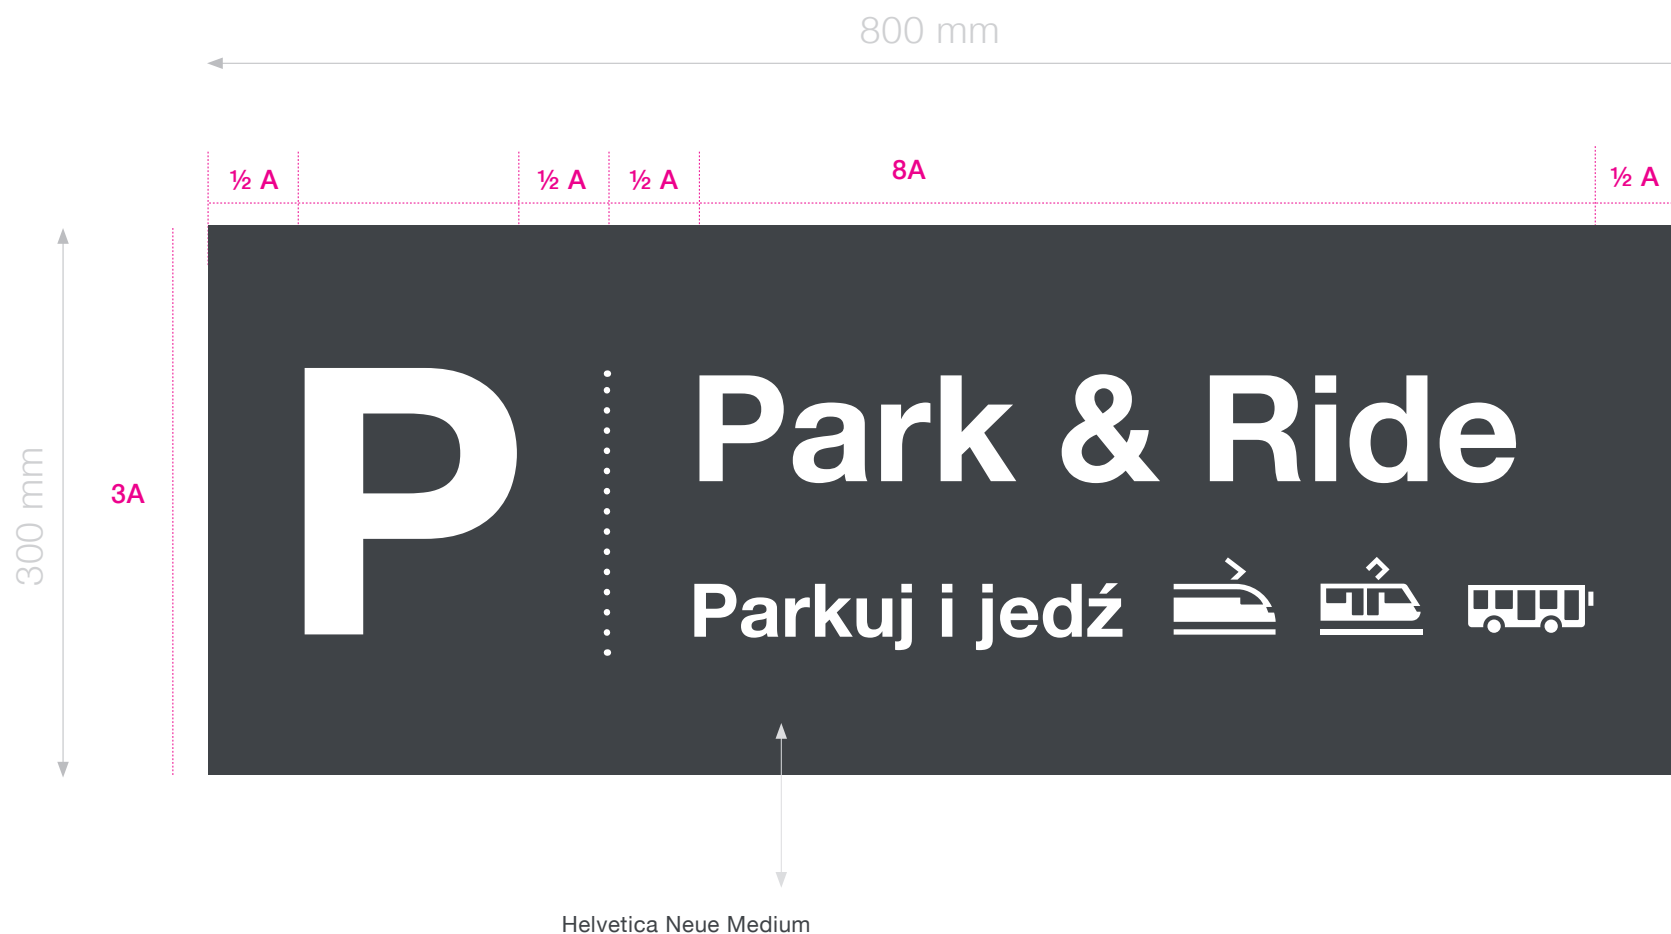 800 mm
½ A
½ A
½ A
8A
½ A
300 mm
3A
P
Park & Ride
Parkuj i jedź
Helvetica Neue Medium